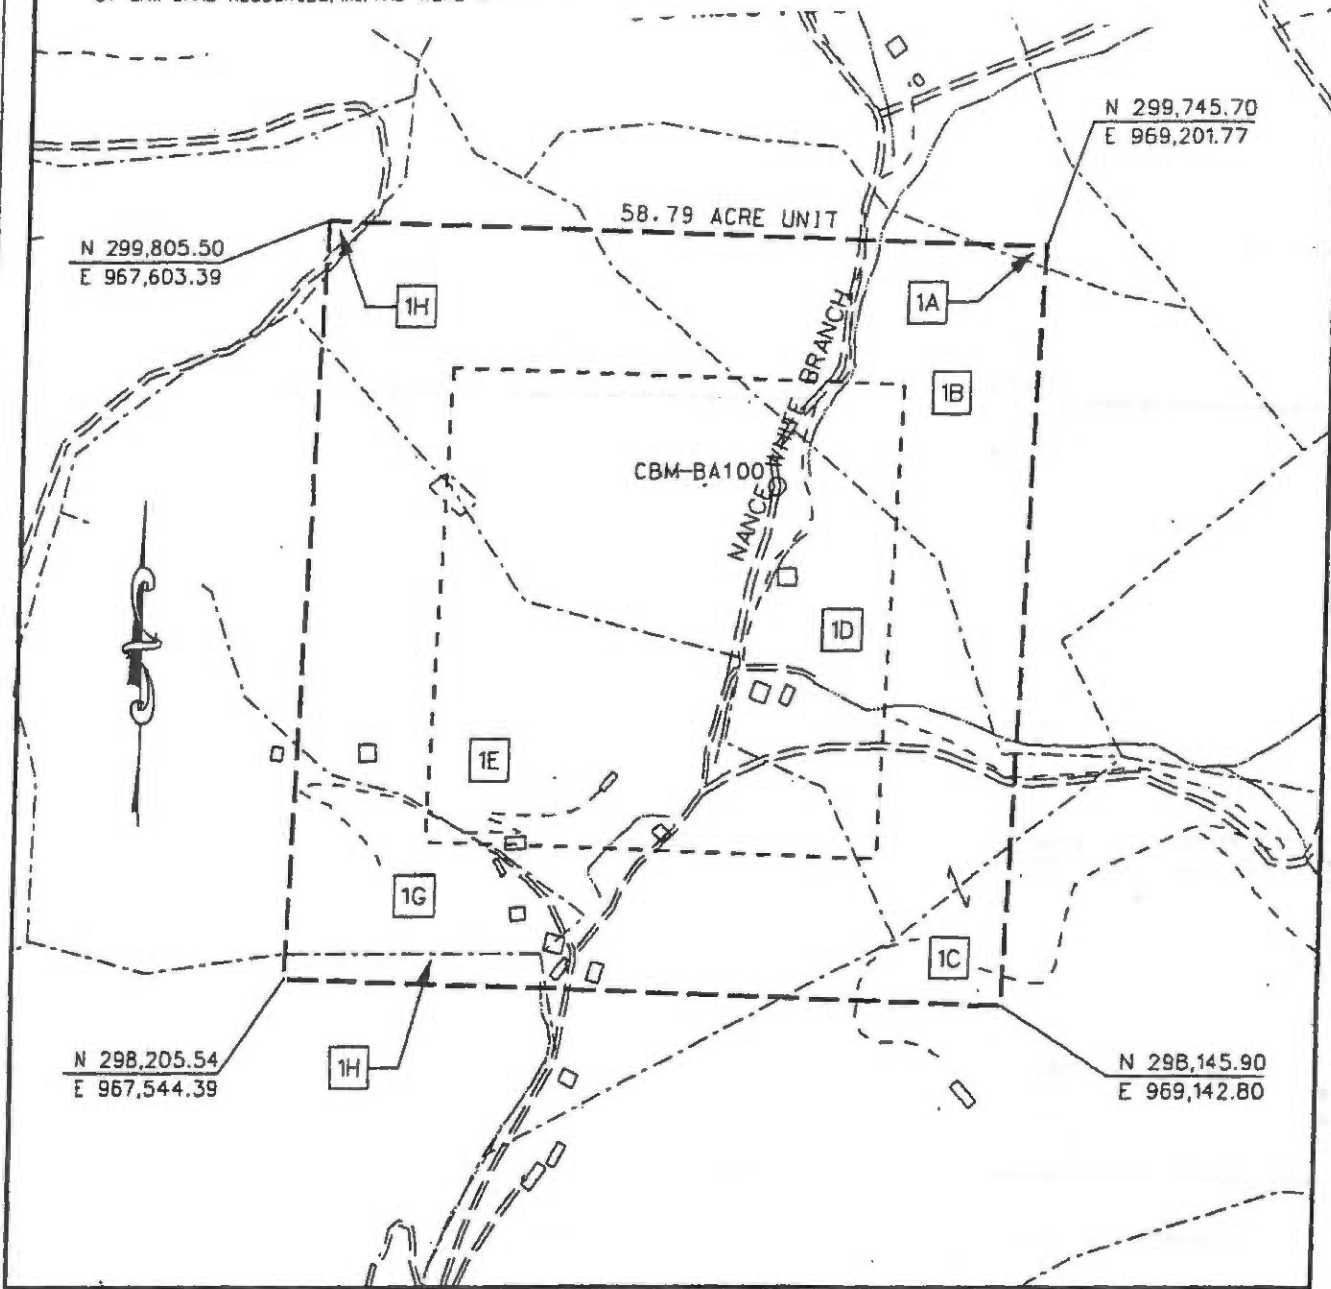 N 299,745.70
E 969,201.77
58.79 ACRE UNIT
N 299,805.50
E 967,603.39
1H
1A
1B
NANCE WHITE BRANCH
CBM-BA100
1D
1E
1G
1C
N 298,205.54
E 967,544.39
1H
N 298,145.90
E 969,142.80